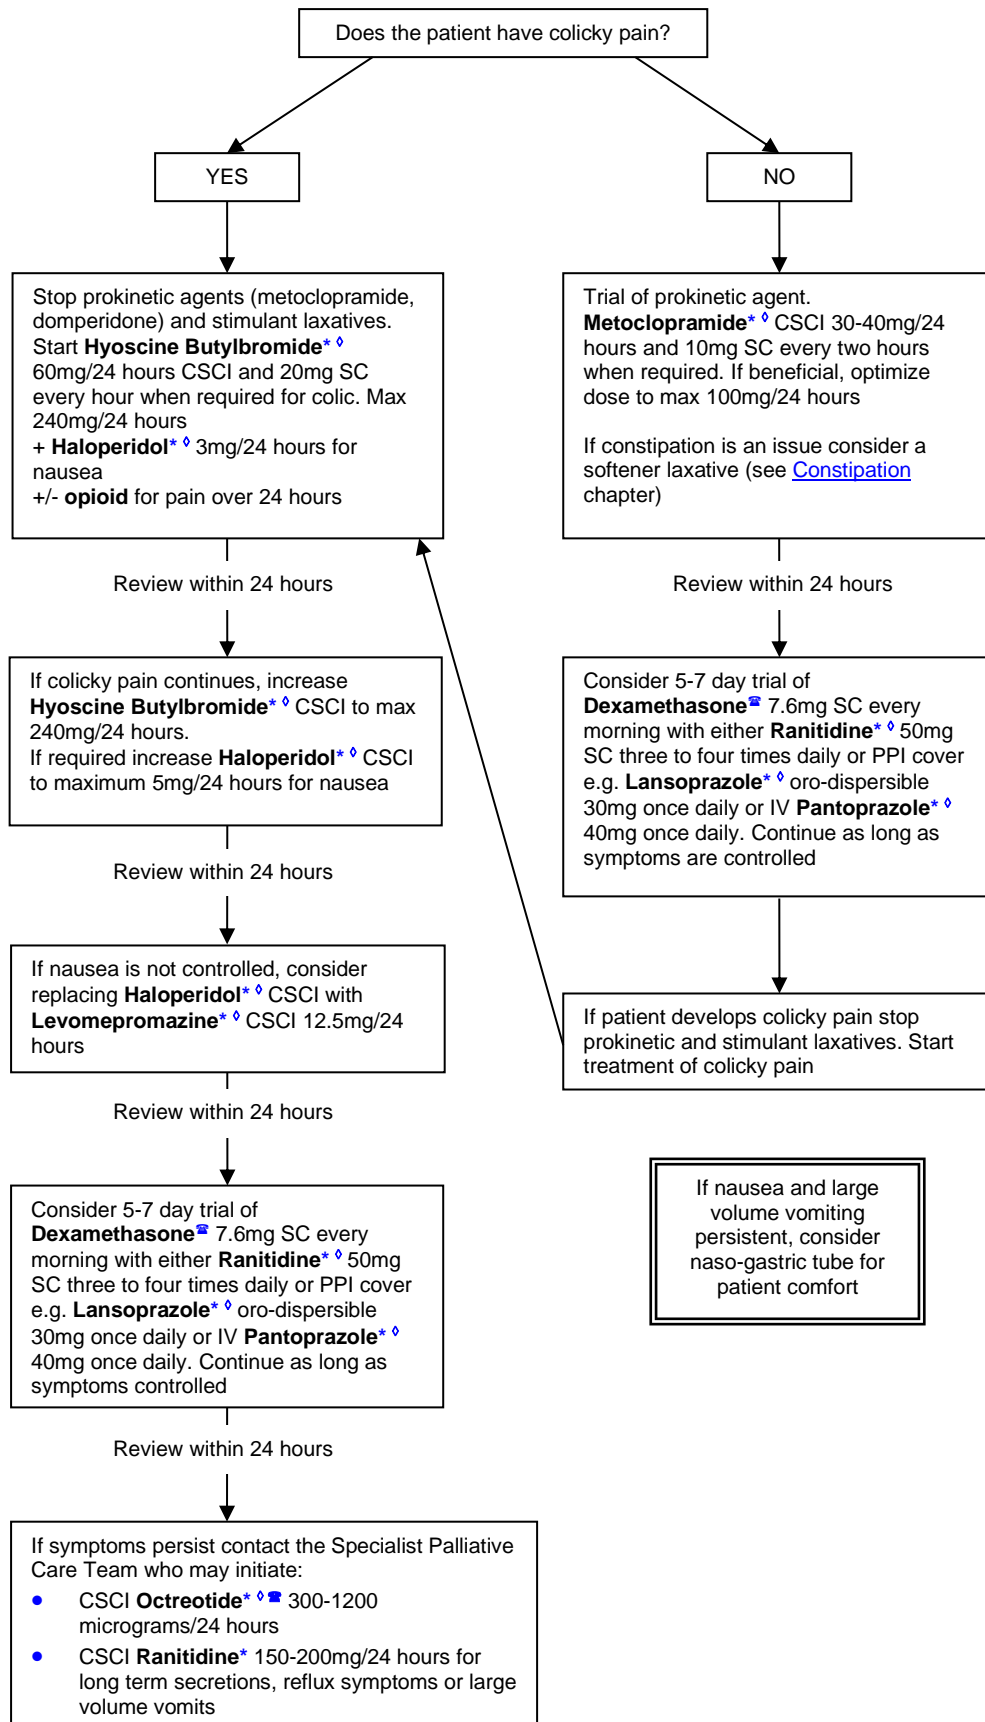 Does the patient have colicky pain?
YES
NO
Stop prokinetic agents (metoclopramide,
domperidone) and stimulant laxatives.
Start Hyoscine Butylbromide* ◊
60mg/24 hours CSCI and 20mg SC
every hour when required for colic. Max
240mg/24 hours
+ Haloperidol* ◊ 3mg/24 hours for
nausea
+/- opioid for pain over 24 hours
Review within 24 hours
If colicky pain continues, increase
Hyoscine Butylbromide* ◊ CSCI to max
240mg/24 hours.
If required increase Haloperidol* ◊ CSCI
to maximum 5mg/24 hours for nausea
Review within 24 hours
If nausea is not controlled, consider
replacing Haloperidol* ◊ CSCI with
Levomepromazine* ◊ CSCI 12.5mg/24
hours
Review within 24 hours
Consider 5-7 day trial of
Dexamethasone☎ 7.6mg SC every
morning with either Ranitidine* ◊ 50mg
SC three to four times daily or PPI cover
e.g. Lansoprazole* ◊ oro-dispersible
30mg once daily or IV Pantoprazole* ◊
40mg once daily. Continue as long as
symptoms controlled
Review within 24 hours
If symptoms persist contact the Specialist Palliative
Care Team who may initiate:
• CSCI Octreotide* ◊ ☎ 300-1200
micrograms/24 hours
• CSCI Ranitidine* 150-200mg/24 hours for
long term secretions, reflux symptoms or large
volume vomits
Trial of prokinetic agent.
Metoclopramide* ◊ CSCI 30-40mg/24
hours and 10mg SC every two hours
when required. If beneficial, optimize
dose to max 100mg/24 hours
If constipation is an issue consider a
softener laxative (see Constipation
chapter)
Review within 24 hours
Consider 5-7 day trial of
Dexamethasone☎ 7.6mg SC every
morning with either Ranitidine* ◊ 50mg
SC three to four times daily or PPI cover
e.g. Lansoprazole* ◊ oro-dispersible
30mg once daily or IV Pantoprazole* ◊
40mg once daily. Continue as long as
symptoms are controlled
If patient develops colicky pain stop
prokinetic and stimulant laxatives. Start
treatment of colicky pain
If nausea and large
volume vomiting
persistent, consider
naso-gastric tube for
patient comfort